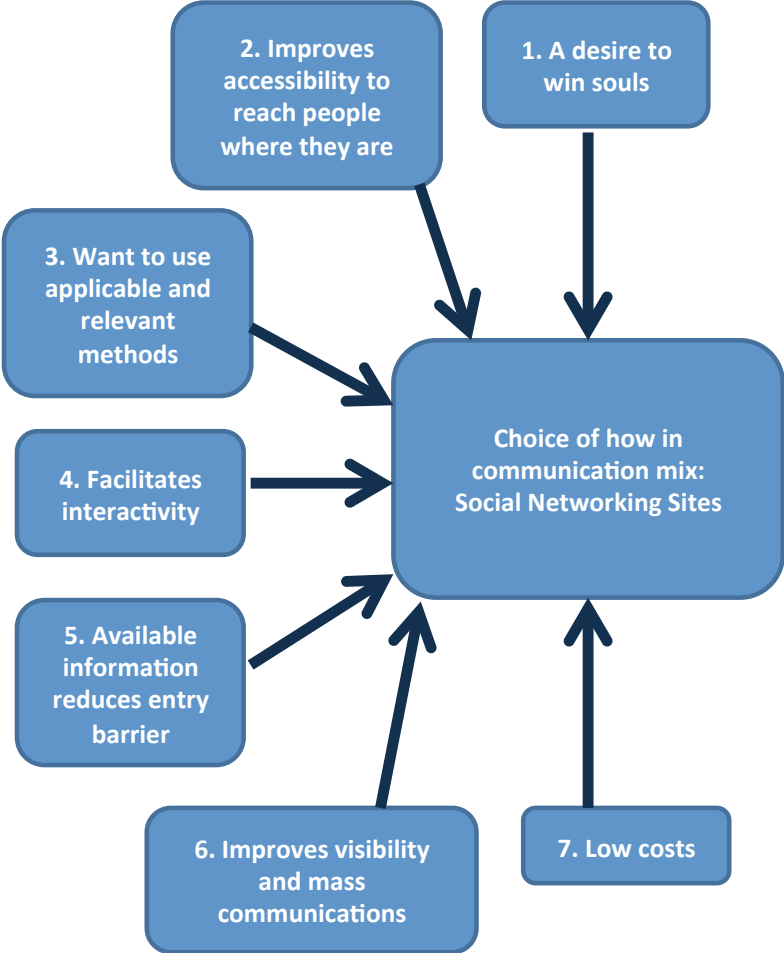 1. A desire to
win souls
2. Improves
accessibility to
reach people
where they are
3. Want to use
applicable and
relevant
methods
4. Facilitates
interactivity
5. Available
information
reduces entry
barrier
6. Improves visibility
and mass
communications
7. Low costs
Choice of how in
communication mix:
Social Networking Sites